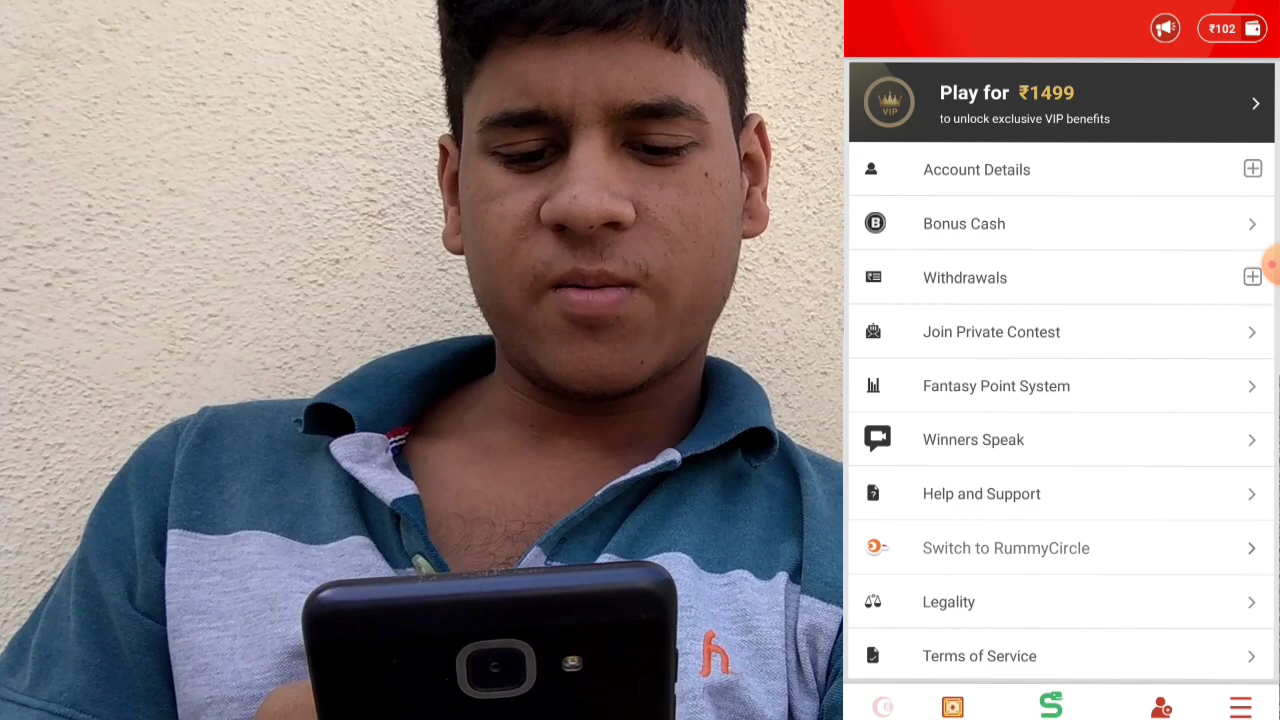 ₹102
Play for ₹1499
to unlock exclusive VIP benefits
VIP
Account Details
B
Bonus Cash
Withdrawals
Join Private Contest
Fantasy Point System
Winners Speak
Help and Support
Switch to RummyCircle
Legality
Terms of Service
h